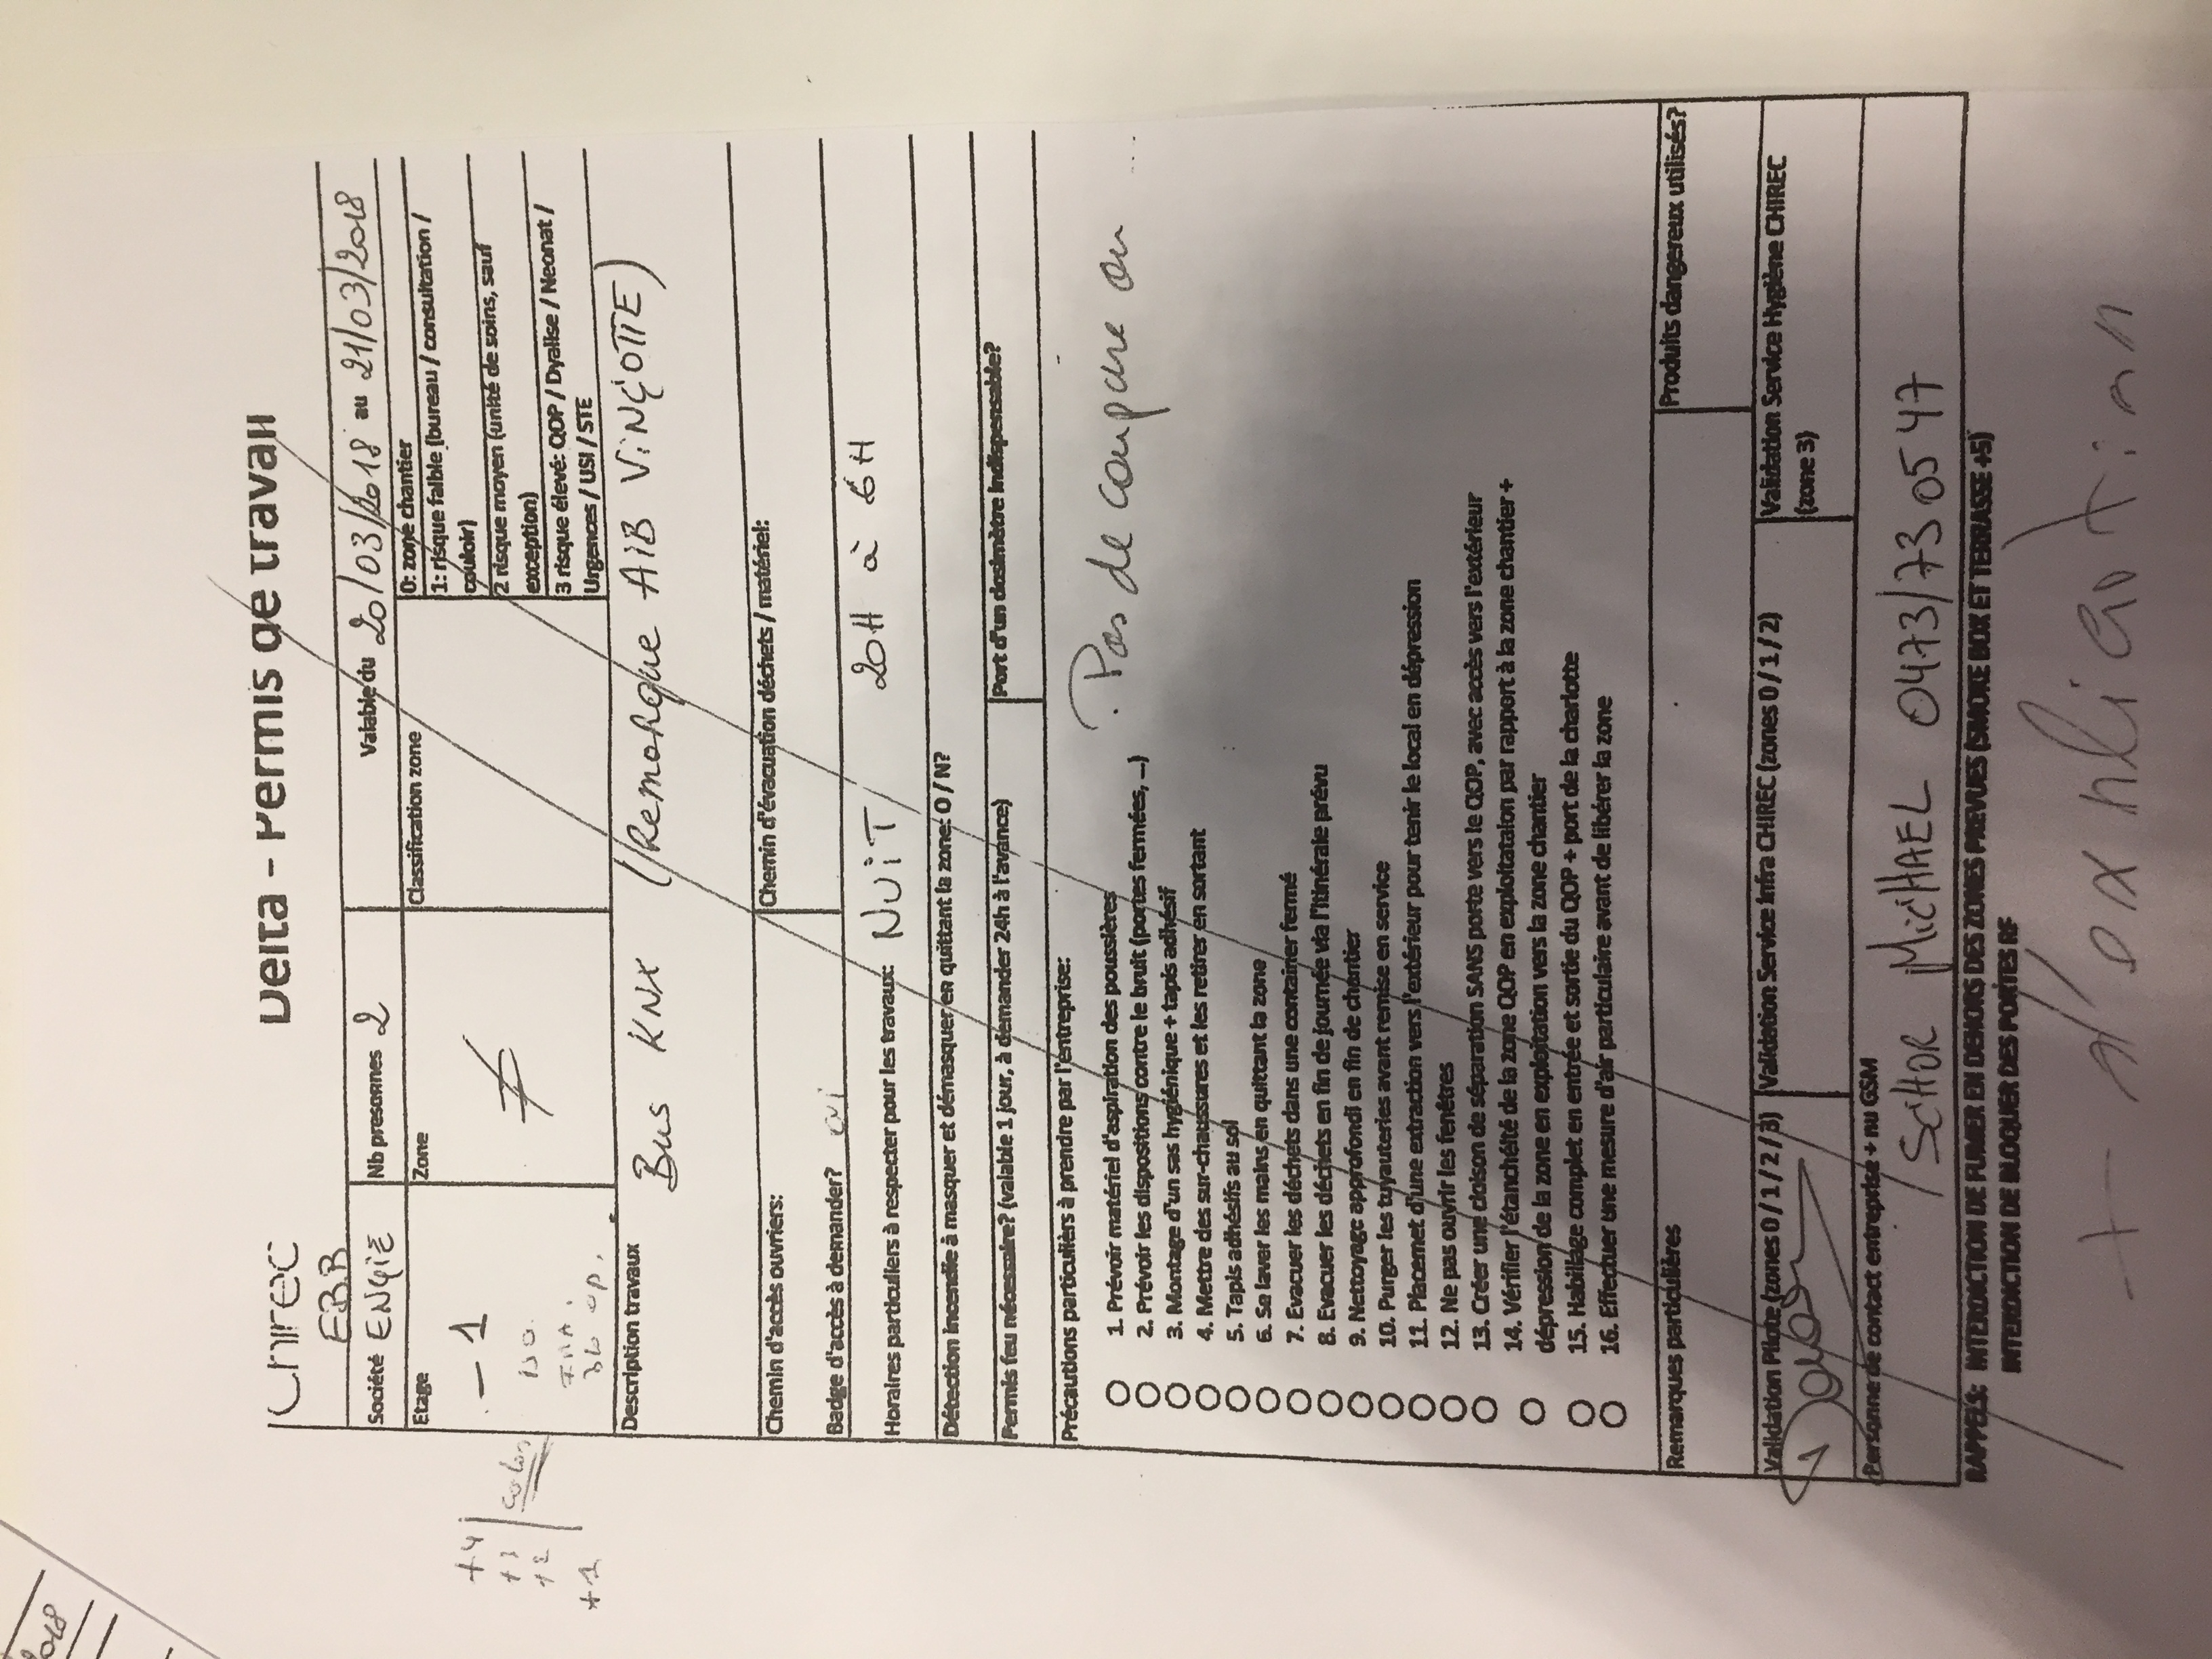 2018
Chirec
Delta - Permis de travail
EBB
Société ENGIE
Nb presonnes 2
Valable du 20/03/2018 au 21/03/2018
Etage
-1
iso.
Zone
≠
Classification zone
0: zone chantier
1: risque faible (bureau / consultation /
couloir)
2 risque moyen (unité de soins, sauf
exception)
3 risque élevé: QOP / Dyalise / Neonat /
Urgences / USI / STE
+4
+3
+2
+1
Description travaux Bus KNX (Remarque AIB VINÇOTTE)
Chemin d'accès ouvriers:
Chemin d'évacuation déchets / matériel:
Badge d'accès à demander? oui
Horaires particuliers à respecter pour les travaux: NUIT 20H à 6H
Détection incendie à masquer et démasquer en quittant la zone: O / N?
Permis feu nécessaire? (valable 1 jour, à demander 24h à l'avance)
Port d'un dosimètre indispensable?
Précautions particulièrs à prendre par l'entreprise:
. Pas de coupure ou ...
1. Prévoir matériel d'aspiration des poussières
2. Prévoir les dispositions contre le bruit (portes fermées, ...)
3. Montage d'un sas hygiénique + tapis adhésif
4. Mettre des sur-chaussures et les retirer en sortant
5. Tapis adhésifs au sol
6. Se laver les mains en quittant la zone
7. Evacuer les déchets dans une container fermé
8. Evacuer les déchets en fin de journée via l'itinéraie prévu
9. Nettoyage approfondi en fin de chantier
10. Purger les tuyauteries avant remise en service
11. Placemet d'une extraction vers l'extérieur pour tenir le local en dépression
12. Ne pas ouvrir les fenêtres
13. Créer une cloison de séparation SANS porte vers le QOP, avec accès vers l'extérieur
14. Vérifier l'étanchéité de la zone QOP en exploitataion par rapport à la zone chantier +
dépression de la zone en exploitation vers la zone chantier
15. Habillage complet en entrée et sortie du QOP + port de la charlotte
16. Effectuer une mesure d'air particulaire avant de libérer la zone
Remarques particulières
Produits dangereux utilisés?
Validation Pilote (zones 0 / 1 / 2 / 3)
Validation Service Infra CHIREC (zones 0 / 1 / 2)
Validation Service Hygiène CHIREC
(zone 3)
Personne de contact entreprise + nu GSM
SCHOR MICHAEL 0473/73 05 47
RAPPELS: INTERDICTION DE FUMER EN DEHORS DES ZONES PREVUES (SMOKE BOX ET TERRASSE +5)
INTERDICTION DE BLOQUER DES PORTES RF
+ d'explication